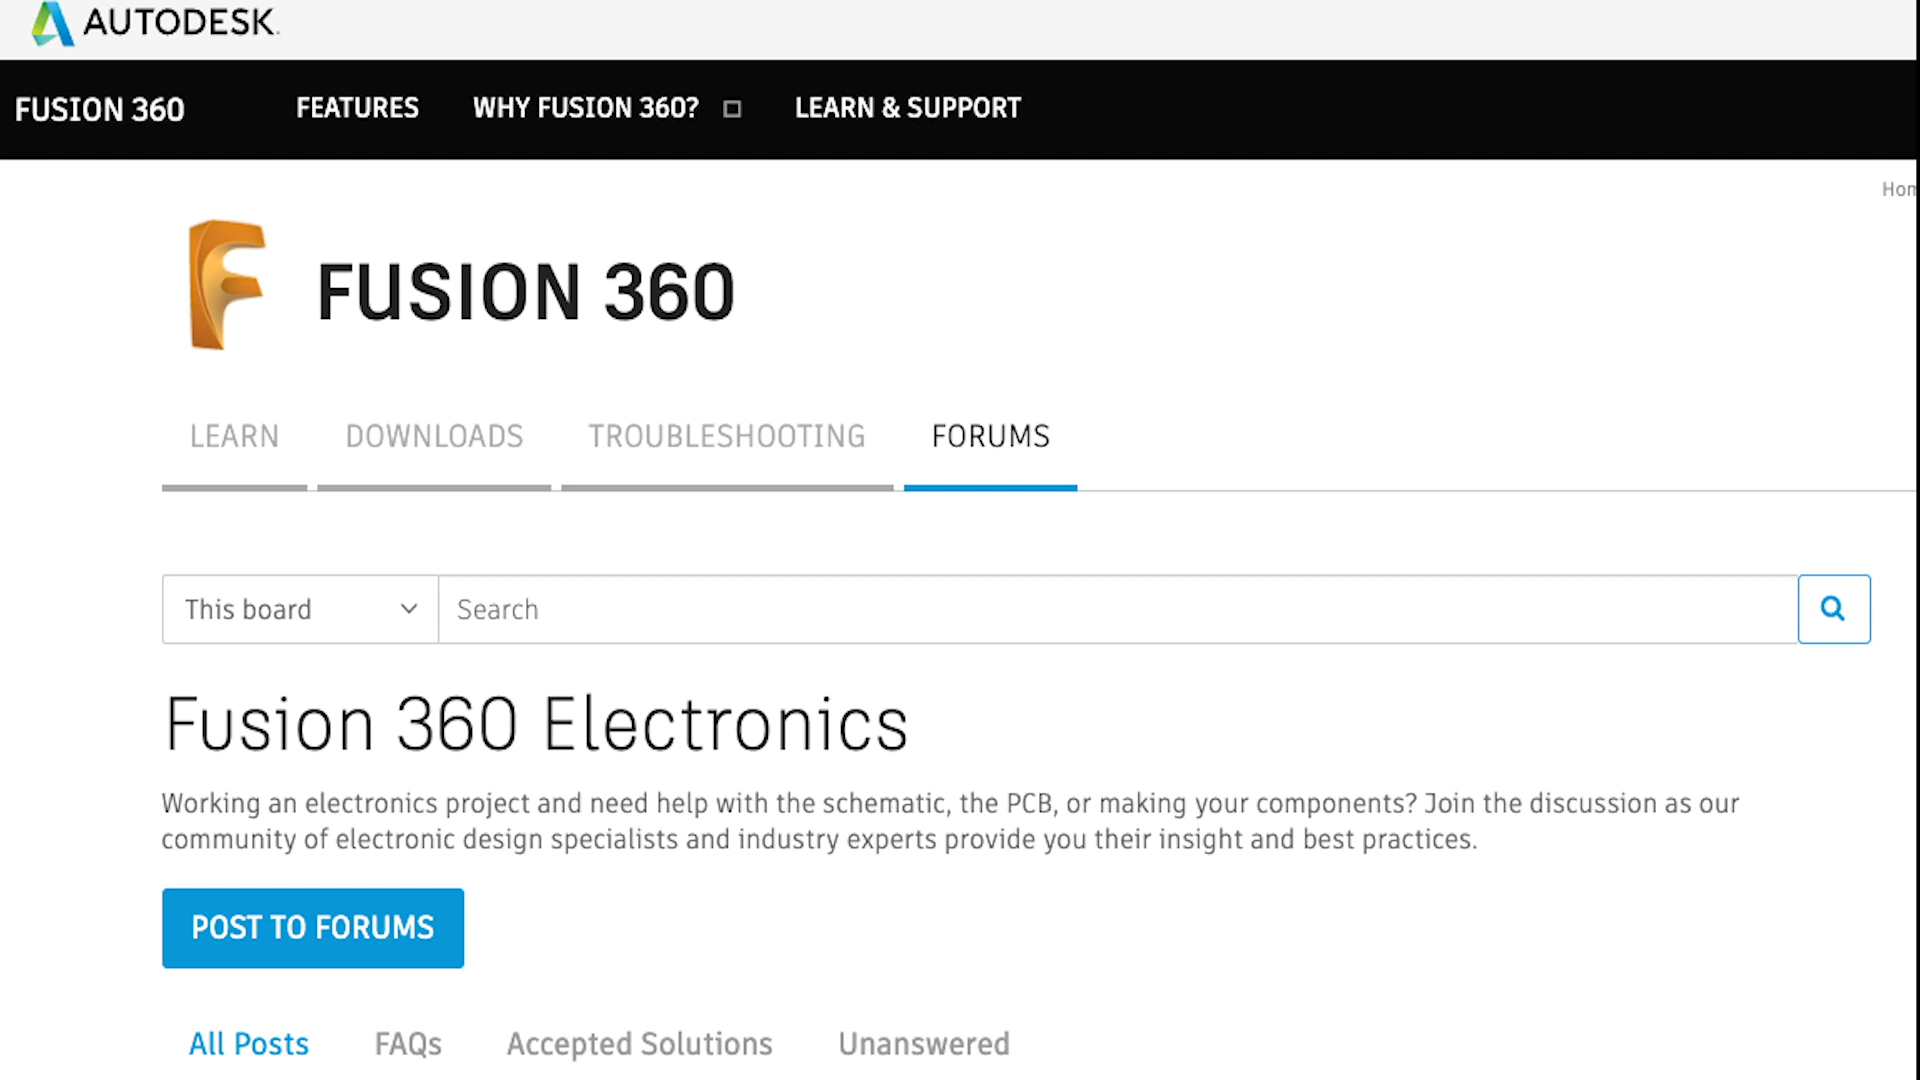 AUTODESK.
FUSION 360 FEATURES WHY FUSION 360? LEARN & SUPPORT
FUSION 360
LEARN DOWNLOADS TROUBLESHOOTING FORUMS
This board Search
Fusion 360 Electronics
Working an electronics project and need help with the schematic, the PCB, or making your components? Join the discussion as our
community of electronic design specialists and industry experts provide you their insight and best practices.
POST TO FORUMS
All Posts FAQs Accepted Solutions Unanswered